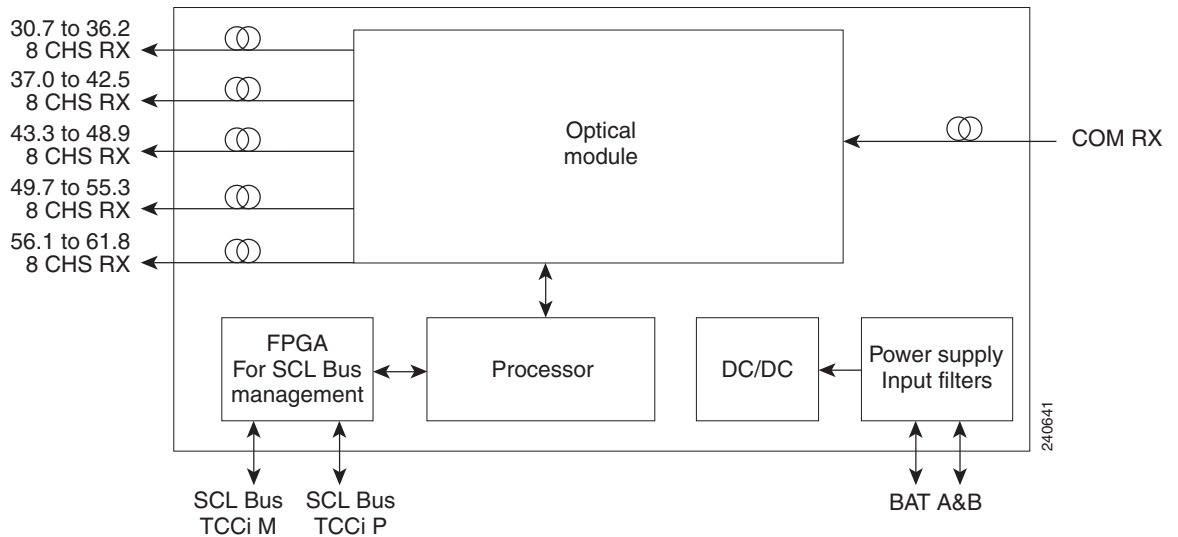 30.7 to 36.2
8 CHS RX
37.0 to 42.5
8 CHS RX
43.3 to 48.9
8 CHS RX
49.7 to 55.3
8 CHS RX
56.1 to 61.8
8 CHS RX
Optical
module
COM RX
FPGA
For SCL Bus
management
Processor
DC/DC
Power supply
Input filters
240641
SCL Bus
TCCi M
SCL Bus
TCCi P
BAT A&B